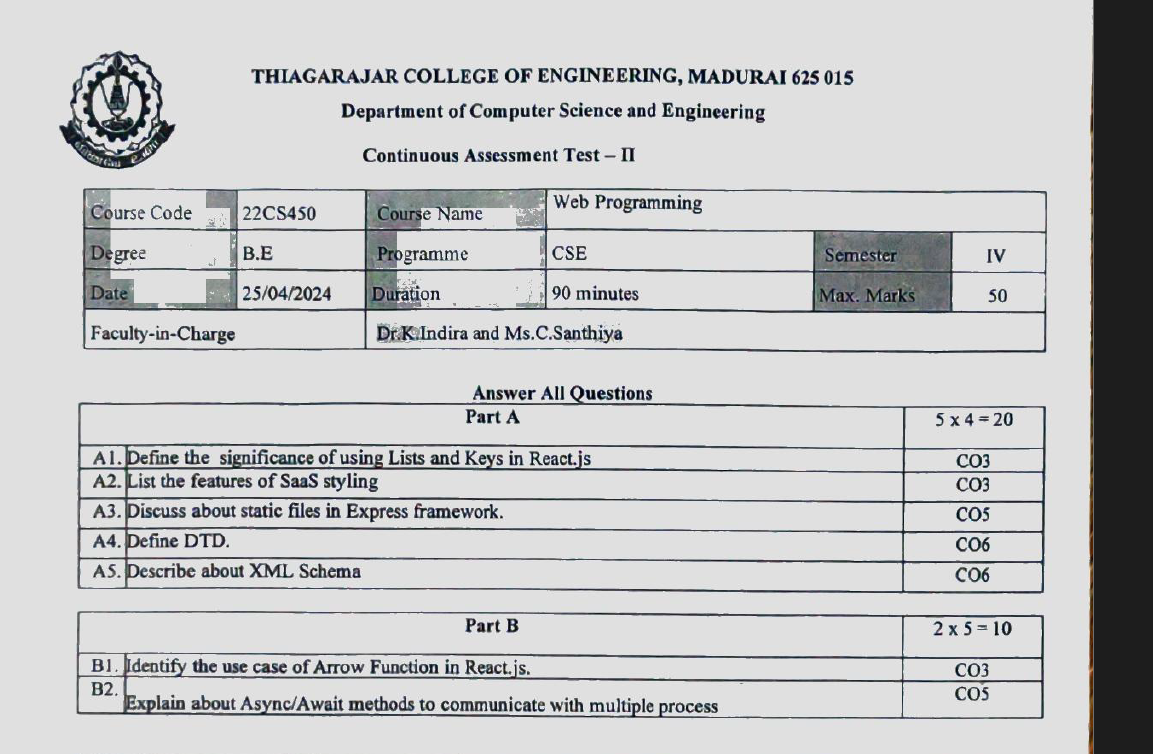 THIAGARAJAR COLLEGE OF ENGINEERING, MADURAI 625 015
Department of Computer Science and Engineering
Continuous Assessment Test – II
Course Code 22CS450 Course Name Web Programming
Degree B.E Programme CSE Semester IV
Date 25/04/2024 Duration 90 minutes Max. Marks 50
Faculty-in-Charge Dr.K.Indira and Ms.C.Santhiya
Answer All Questions
Part A 5 x 4 = 20
A1. Define the significance of using Lists and Keys in React.js CO3
A2. List the features of SaaS styling CO3
A3. Discuss about static files in Express framework. CO5
A4. Define DTD. CO6
A5. Describe about XML Schema CO6
Part B 2 x 5 = 10
B1. Identify the use case of Arrow Function in React.js. CO3
B2. Explain about Async/Await methods to communicate with multiple process CO5